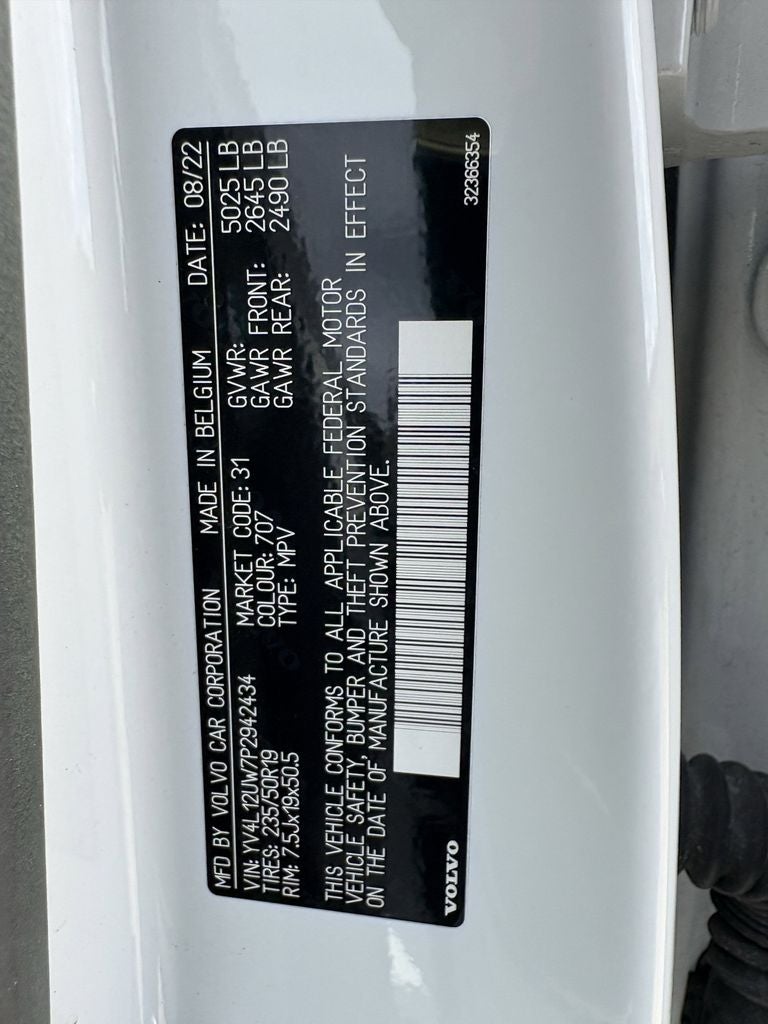 MFD BY VOLVO CAR CORPORATION MADE IN BELGIUM DATE: 08/22
VIN: YV4L12UW7P2942434 MARKET CODE: 31 GVWR: 5025 LB
TIRES: 235/50R19 COLOUR: 707 GAWR FRONT: 2645 LB
RIM: 7.5Jx19x50.5 TYPE: MPV GAWR REAR: 2490 LB
THIS VEHICLE CONFORMS TO ALL APPLICABLE FEDERAL MOTOR
VEHICLE SAFETY, BUMPER AND THEFT PREVENTION STANDARDS IN EFFECT
ON THE DATE OF MANUFACTURE SHOWN ABOVE.
VOLVO 32366354